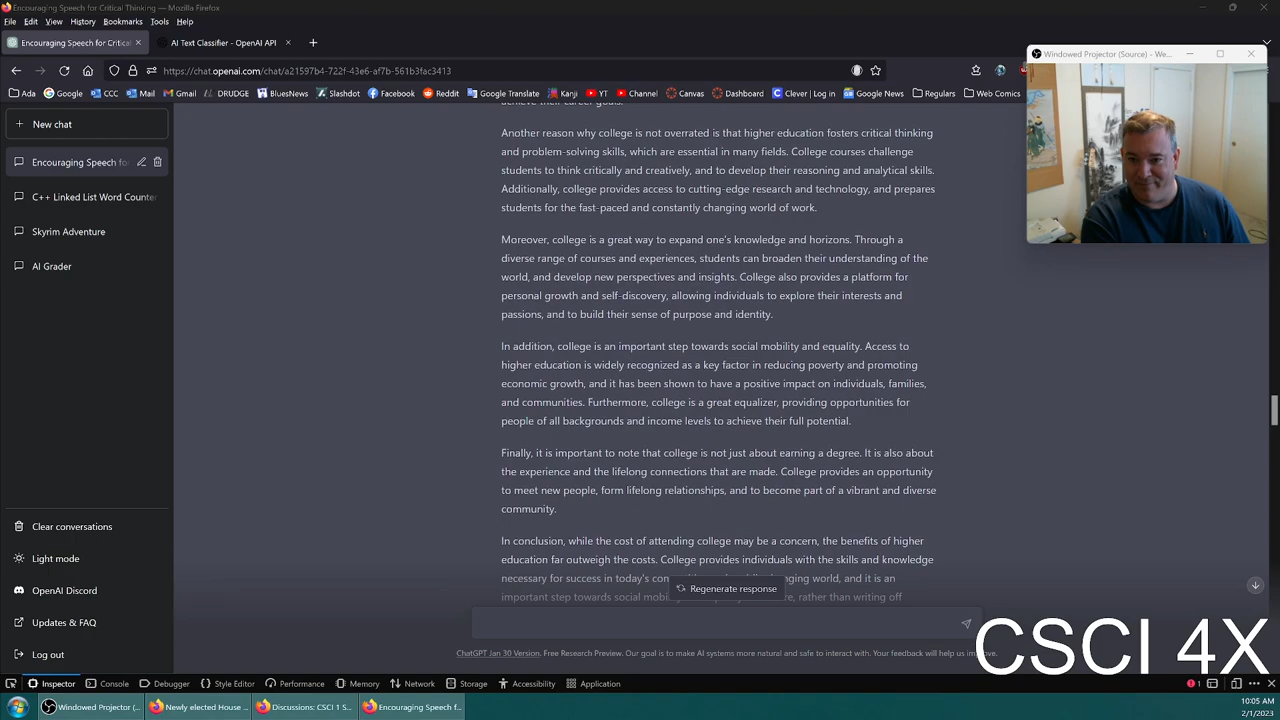 Encouraging Speech for Critical Thinking — Mozilla Firefox
File Edit View History Bookmarks Tools Help
Encouraging Speech for Critical
AI Text Classifier - OpenAI API
https://chat.openai.com/chat/a21597b4-722f-43e6-af7b-561b3fac3413
Ada Google CCC Mail Gmail DRUDGE BluesNews Slashdot Facebook Reddit English YT Kanji Channel Canvas Dashboard Clever | Log in Google News Regulars Web Comics
Windowed Projector (Source) - We...
New chat
Encouraging Speech for
C++ Linked List Word Counter
Skyrim Adventure
AI Grader
Clear conversations
Light mode
OpenAI Discord
Updates & FAQ
Log out
achieve their career goals.
Another reason why college is not overrated is that higher education fosters critical thinking
and problem-solving skills, which are essential in many fields. College courses challenge
students to think critically and creatively, and to develop their reasoning and analytical skills.
Additionally, college provides access to cutting-edge research and technology, and prepares
students for the fast-paced and constantly changing world of work.
Moreover, college is a great way to expand one's knowledge and horizons. Through a
diverse range of courses and experiences, students can broaden their understanding of the
world, and develop new perspectives and insights. College also provides a platform for
personal growth and self-discovery, allowing individuals to explore their interests and
passions, and to build their sense of purpose and identity.
In addition, college is an important step towards social mobility and equality. Access to
higher education is widely recognized as a key factor in reducing poverty and promoting
economic growth, and it has been shown to have a positive impact on individuals, families,
and communities. Furthermore, college is a great equalizer, providing opportunities for
people of all backgrounds and income levels to achieve their full potential.
Finally, it is important to note that college is not just about earning a degree. It is also about
the experience and the lifelong connections that are made. College provides an opportunity
to meet new people, form lifelong relationships, and to become part of a vibrant and diverse
community.
In conclusion, while the cost of attending college may be a concern, the benefits of higher
education far outweigh the costs. College provides individuals with the skills and knowledge
necessary for success in today's world, and it is an
important step towards social rather than writing off
Regenerate response
ChatGPT Jan 30 Version. Free Research Preview. Our goal is to make AI systems more natural and safe to interact with. Your feedback will help us improve.
CSCI 4X
Inspector Console Debugger Style Editor Performance Memory Network Storage Accessibility Application 1
Windowed Projector (... Newly elected House ... Discussions: CSCI 1 S... Encouraging Speech f...
10:05 AM
2/1/2023